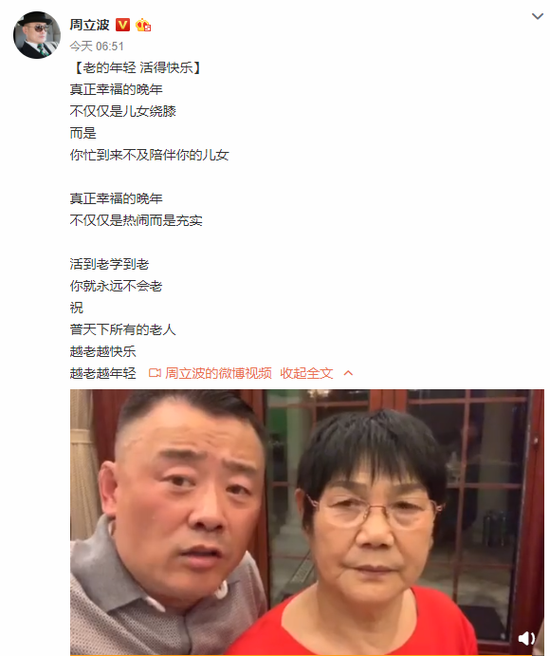 周立波
今天 06:51
【老的年轻 活得快乐】
真正幸福的晚年
不仅仅是儿女绕膝
而是
你忙到来不及陪伴你的儿女
真正幸福的晚年
不仅仅是热闹而是充实
活到老学到老
你就永远不会老
祝
普天下所有的老人
越老越快乐
越老越年轻 周立波的微博视频 收起全文